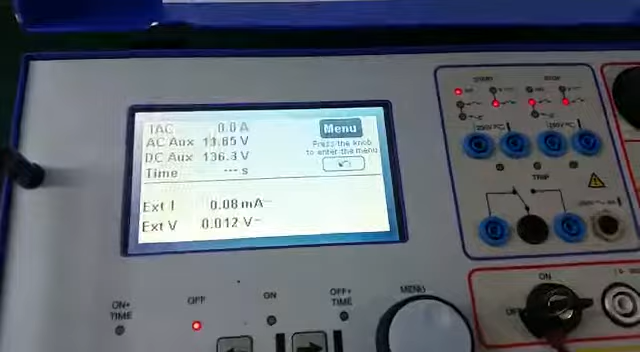 IAC 0.0 A
AC Aux 11.85 V
DC Aux 136.3 V
Time --- s
Ext I 0.08 mA
Ext V 0.012 V
Menu
Press the knob
to enter the menu
START
STOP
TRIP
ON+
TIME
OFF
ON
OFF+
TIME
MENU
ON
OFF